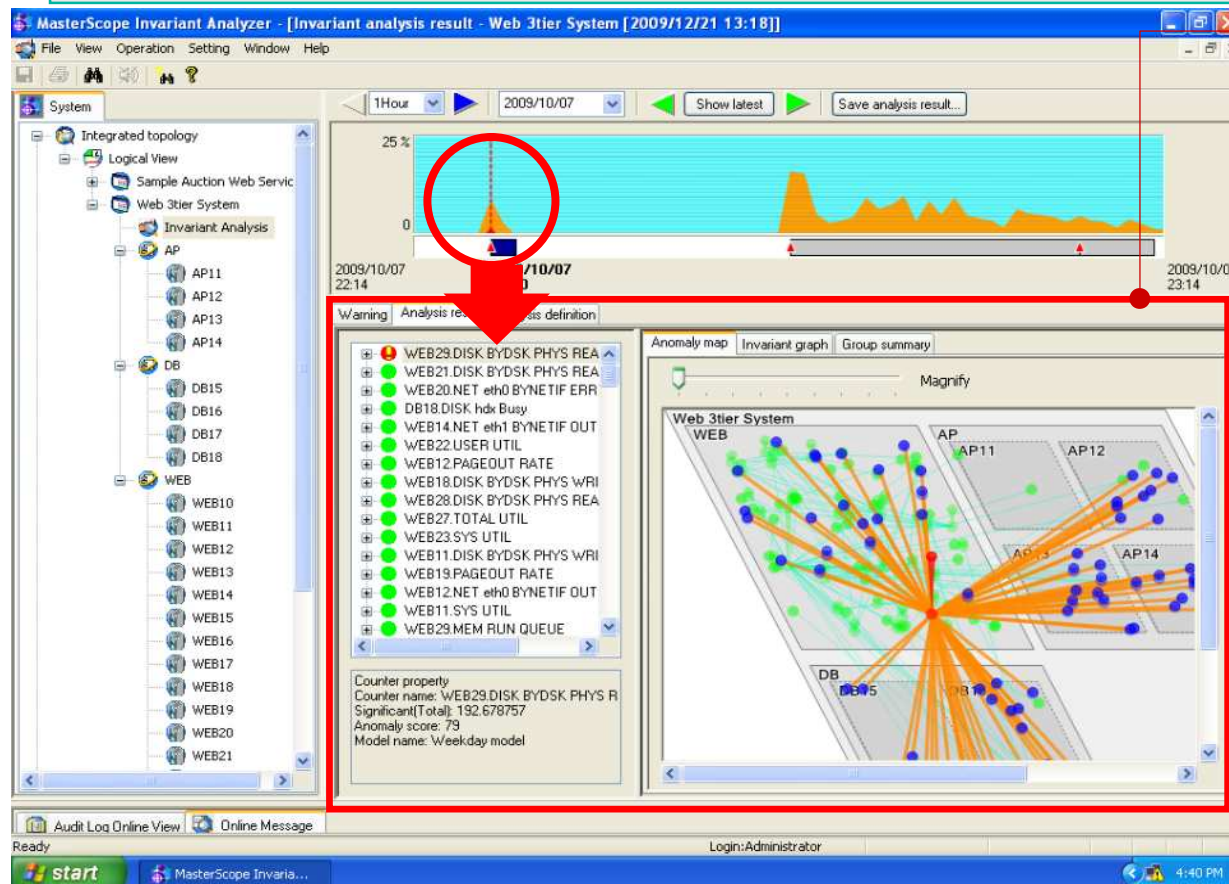 MasterScope Invariant Analyzer - [Invariant analysis result - Web 3tier System [2009/12/21 13:18]]
File View Operation Setting Window Help
System
1Hour
2009/10/07
Show latest
Save analysis result...
Integrated topology
Logical View
Sample Auction Web Servic
Web 3tier System
Invariant Analysis
AP
AP11
AP12
AP13
AP14
DB
DB15
DB16
DB17
DB18
WEB
WEB10
WEB11
WEB12
WEB13
WEB14
WEB15
WEB16
WEB17
WEB18
WEB19
WEB20
WEB21
25 %
0
2009/10/07
22:14
/10/07
0
2009/10/0
23:14
Warning Analysis definition
WEB29.DISK BYDSK PHYS REA
WEB21.DISK BYDSK PHYS REA
WEB20.NET eth0 BYNETIF ERR
DB18.DISK hdx Busy
WEB14.NET eth1 BYNETIF OUT
WEB22.USER UTIL
WEB12.PAGEOUT RATE
WEB18.DISK BYDSK PHYS WRI
WEB28.DISK BYDSK PHYS REA
WEB27.TOTAL UTIL
WEB23.SYS UTIL
WEB11.DISK BYDSK PHYS WRI
WEB19.PAGEOUT RATE
WEB12.NET eth0 BYNETIF OUT
WEB11.SYS UTIL
WEB29.MEM RUN QUEUE
Counter property
Counter name: WEB29.DISK BYDSK PHYS R
Significant(Total): 192.678757
Anomaly score: 79
Model name: Weekday model
Anomaly map Invariant graph Group summary
Magnify
Web 3tier System
WEB
AP
AP11
AP12
AP14
DB
DB15
Audit Log Online View Online Message
Ready
Login:Administrator
start
MasterScope Invaria...
4:40 PM